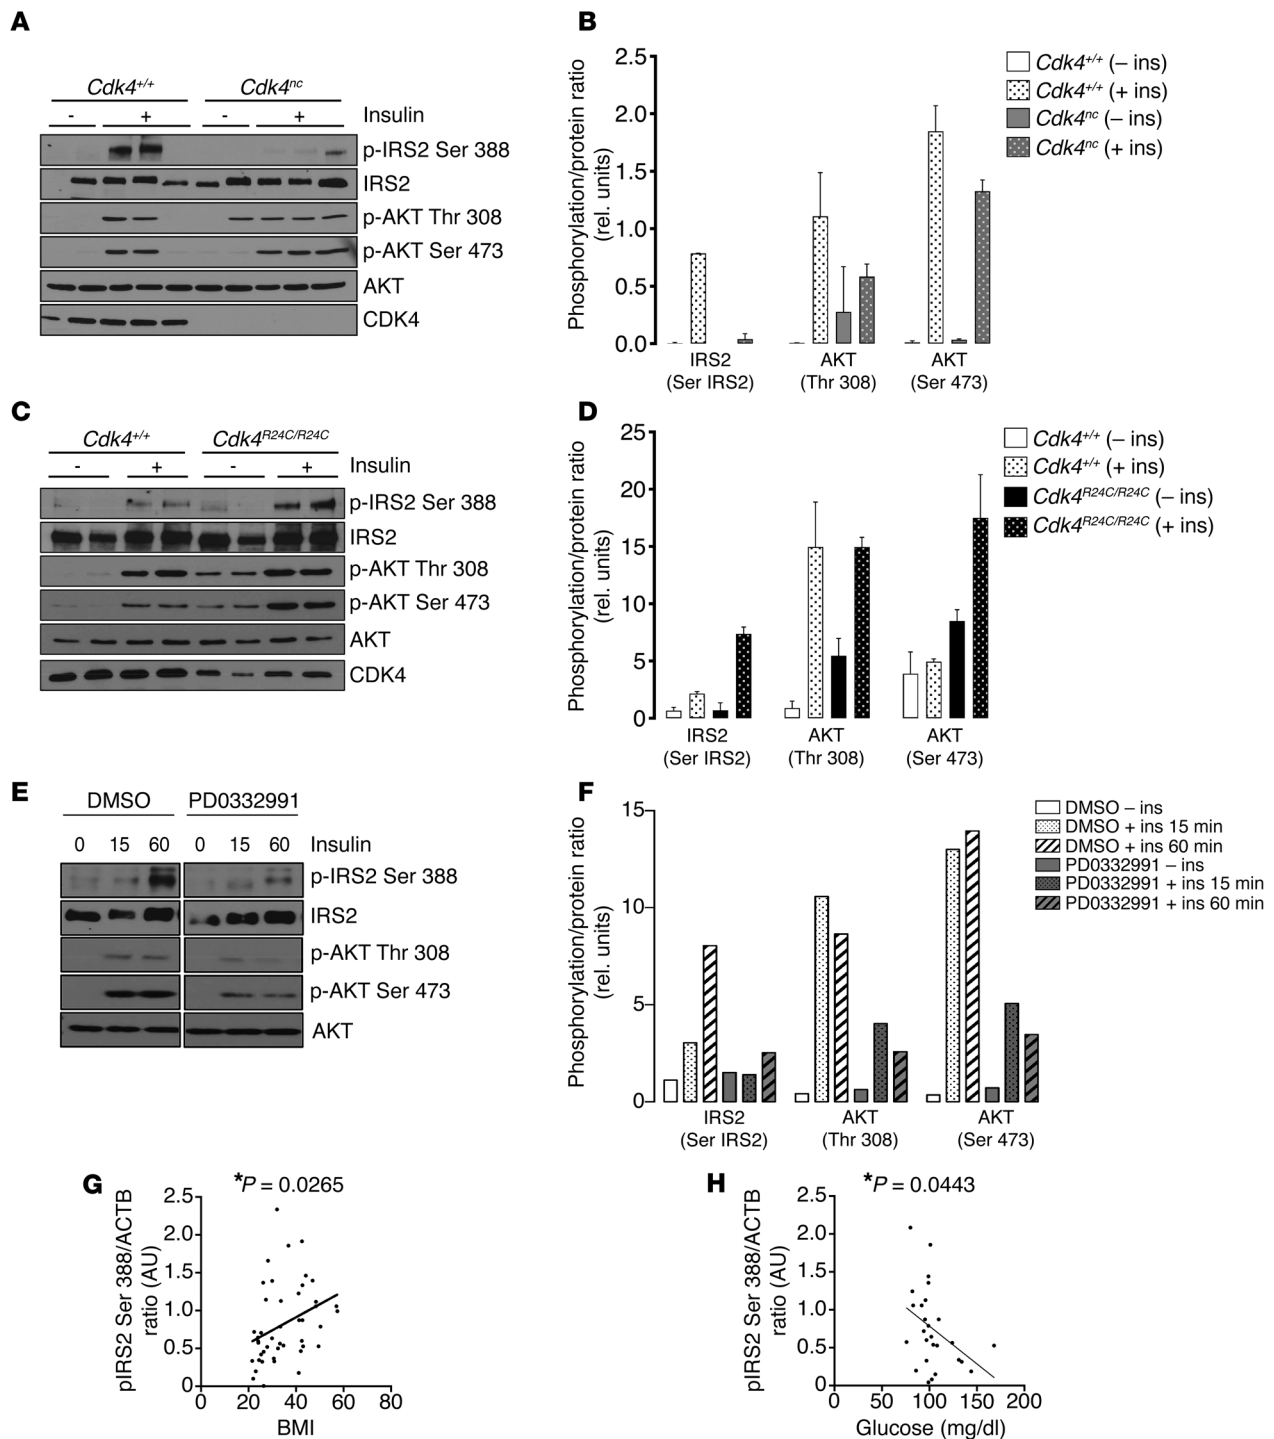 A
Cdk4+/+ Cdk4nc
- + - + Insulin
p-IRS2 Ser 388
IRS2
p-AKT Thr 308
p-AKT Ser 473
AKT
CDK4
B
Phosphorylation/protein ratio
(rel. units)
2.5
2.0
1.5
1.0
0.5
0.0
IRS2 AKT AKT
(Ser IRS2) (Thr 308) (Ser 473)
Cdk4+/+ (– ins)
Cdk4+/+ (+ ins)
Cdk4nc (– ins)
Cdk4nc (+ ins)
C
Cdk4+/+ Cdk4R24C/R24C
- + - + Insulin
p-IRS2 Ser 388
IRS2
p-AKT Thr 308
p-AKT Ser 473
AKT
CDK4
D
Phosphorylation/protein ratio
(rel. units)
25
20
15
10
5
0
IRS2 AKT AKT
(Ser IRS2) (Thr 308) (Ser 473)
Cdk4+/+ (– ins)
Cdk4+/+ (+ ins)
Cdk4R24C/R24C (– ins)
Cdk4R24C/R24C (+ ins)
E
DMSO PD0332991
0 15 60 0 15 60 Insulin
p-IRS2 Ser 388
IRS2
p-AKT Thr 308
p-AKT Ser 473
AKT
F
Phosphorylation/protein ratio
(rel. units)
15
10
5
0
IRS2 AKT AKT
(Ser IRS2) (Thr 308) (Ser 473)
DMSO – ins
DMSO + ins 15 min
DMSO + ins 60 min
PD0332991 – ins
PD0332991 + ins 15 min
PD0332991 + ins 60 min
G
*P = 0.0265
pIRS2 Ser 388/ACTB
ratio (AU)
2.5
2.0
1.5
1.0
0.5
0
0 20 40 60 80
BMI
H
*P = 0.0443
pIRS2 Ser 388/ACTB
ratio (AU)
2.5
2.0
1.5
1.0
0.5
0
0 50 100 150 200
Glucose (mg/dl)